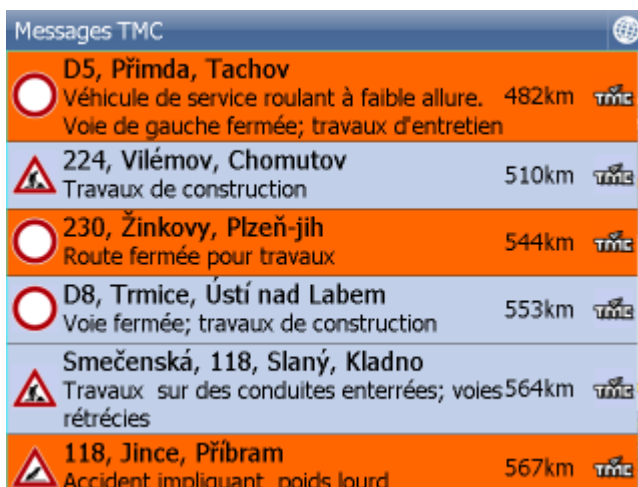 Messages TMC
D5, Přimda, Tachov
Véhicule de service roulant à faible allure. 482km TMC
Voie de gauche fermée; travaux d'entretien
224, Vilémov, Chomutov
Travaux de construction 510km TMC
230, Žinkovy, Plzeň-jih
Route fermée pour travaux 544km TMC
D8, Trmice, Ústí nad Labem
Voie fermée; travaux de construction 553km TMC
Smečenská, 118, Slaný, Kladno
Travaux sur des conduites enterrées; voies 564km TMC
rétrécies
118, Jince, Příbram
Accident impliquant poids lourd 567km TMC